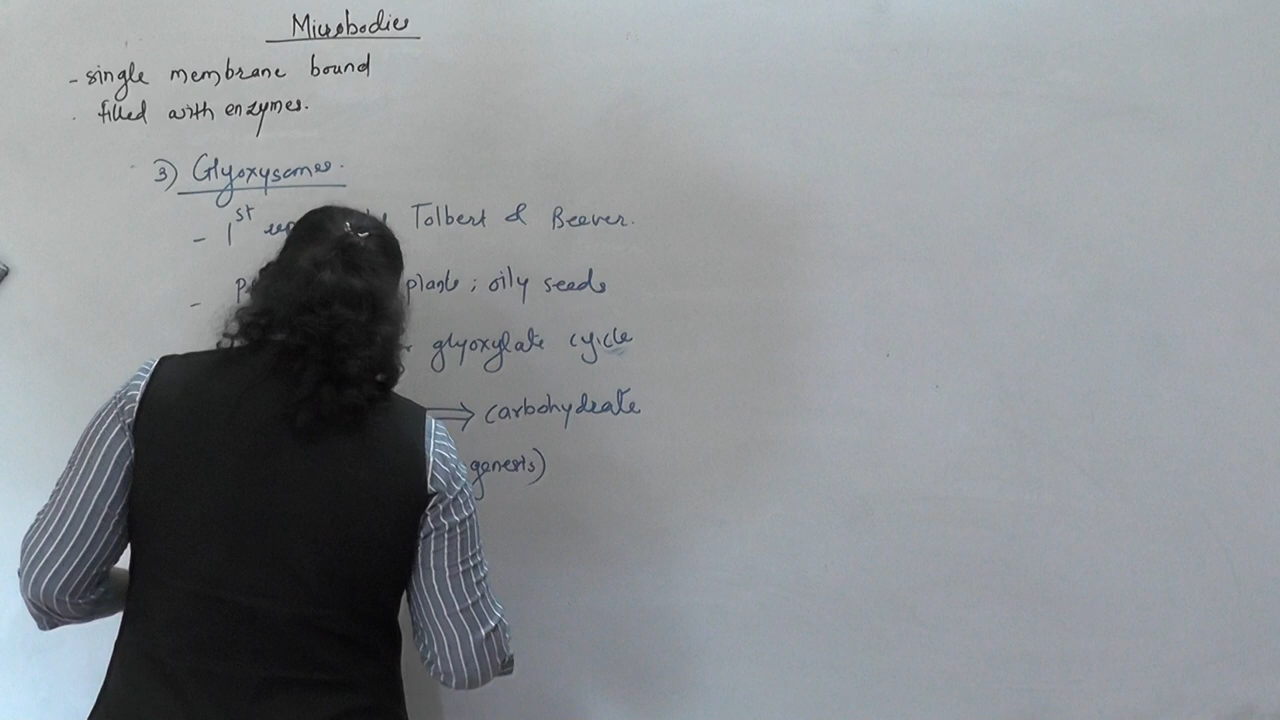 Microbodies
- single membrane bound
. filled with enzymes.
3) Glyoxysomes.
- 1st Tolbert & Beever.
- plants ; oily seeds
glyoxylate cycle
⇒ carbohydrate
genesis)